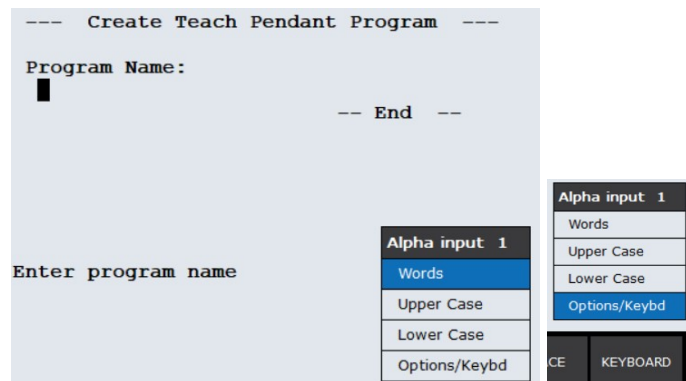 --- Create Teach Pendant Program ---
Program Name:
-- End --
Enter program name
Alpha input 1
Words
Upper Case
Lower Case
Options/Keybd
Alpha input 1
Words
Upper Case
Lower Case
Options/Keybd
CE KEYBOARD